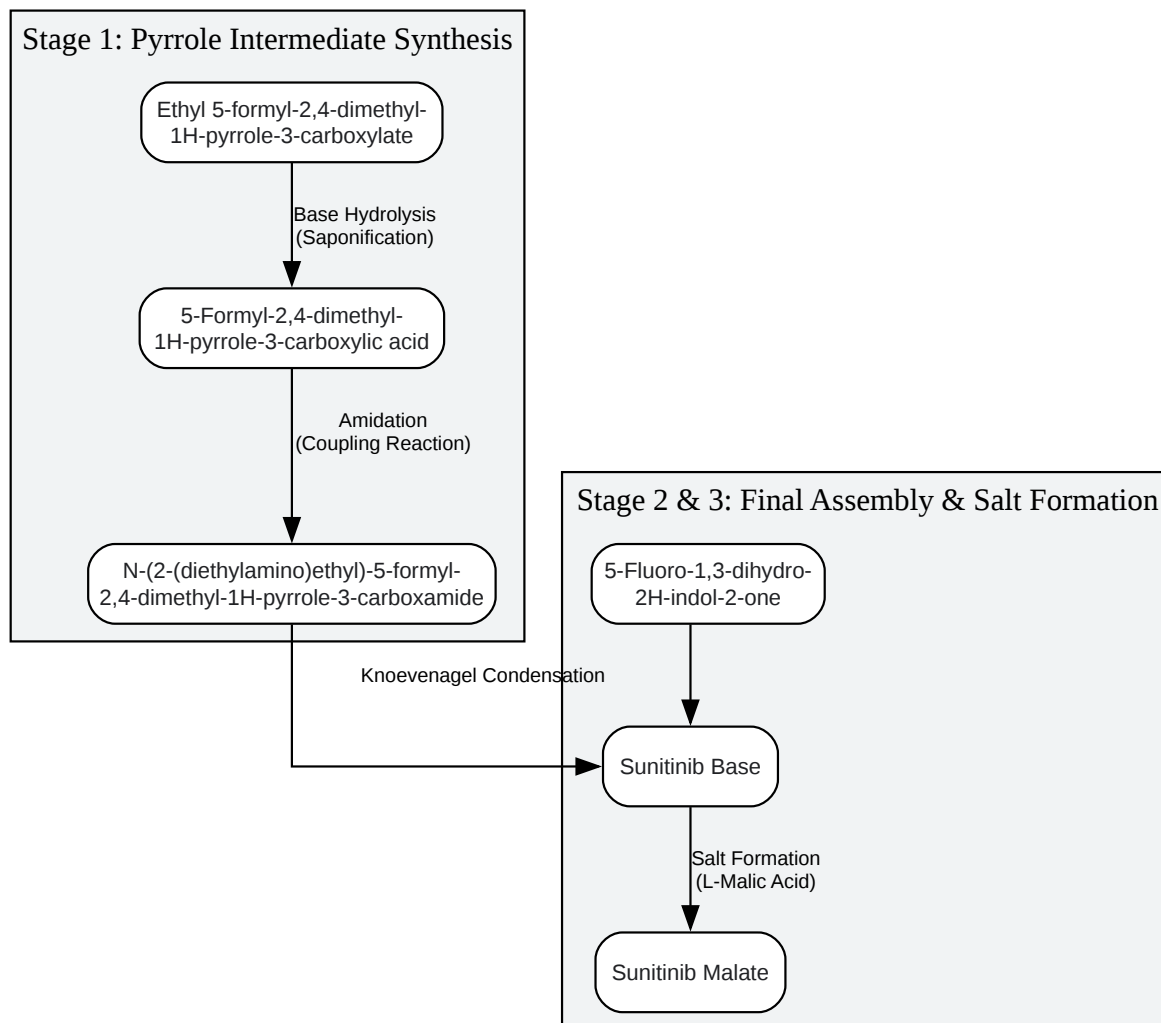 Stage 1: Pyrrole Intermediate Synthesis
Ethyl 5-formyl-2,4-dimethyl-
1H-pyrrole-3-carboxylate
Base Hydrolysis
(Saponification)
5-Formyl-2,4-dimethyl-
1H-pyrrole-3-carboxylic acid
Amidation
(Coupling Reaction)
N-(2-(diethylamino)ethyl)-5-formyl-
2,4-dimethyl-1H-pyrrole-3-carboxamide
Knoevenagel Condensation
Stage 2 & 3: Final Assembly & Salt Formation
5-Fluoro-1,3-dihydro-
2H-indol-2-one
Sunitinib Base
Salt Formation
(L-Malic Acid)
Sunitinib Malate